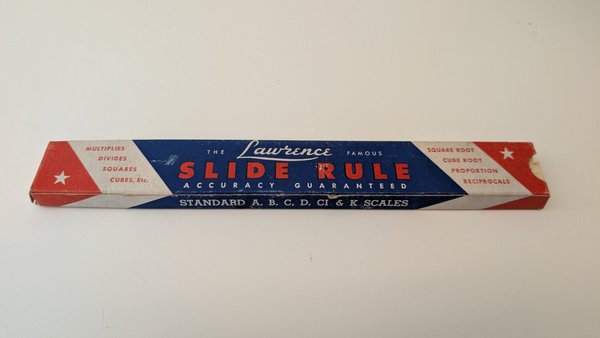 MULTIPLIES
DIVIDES
SQUARES
CUBES, Etc.
THE Lawrence FAMOUS
SLIDE RULE
ACCURACY GUARANTEED
SQUARE ROOT
CUBE ROOT
PROPORTION
RECIPROCALS
STANDARD A, B, C, D, CI & K SCALES